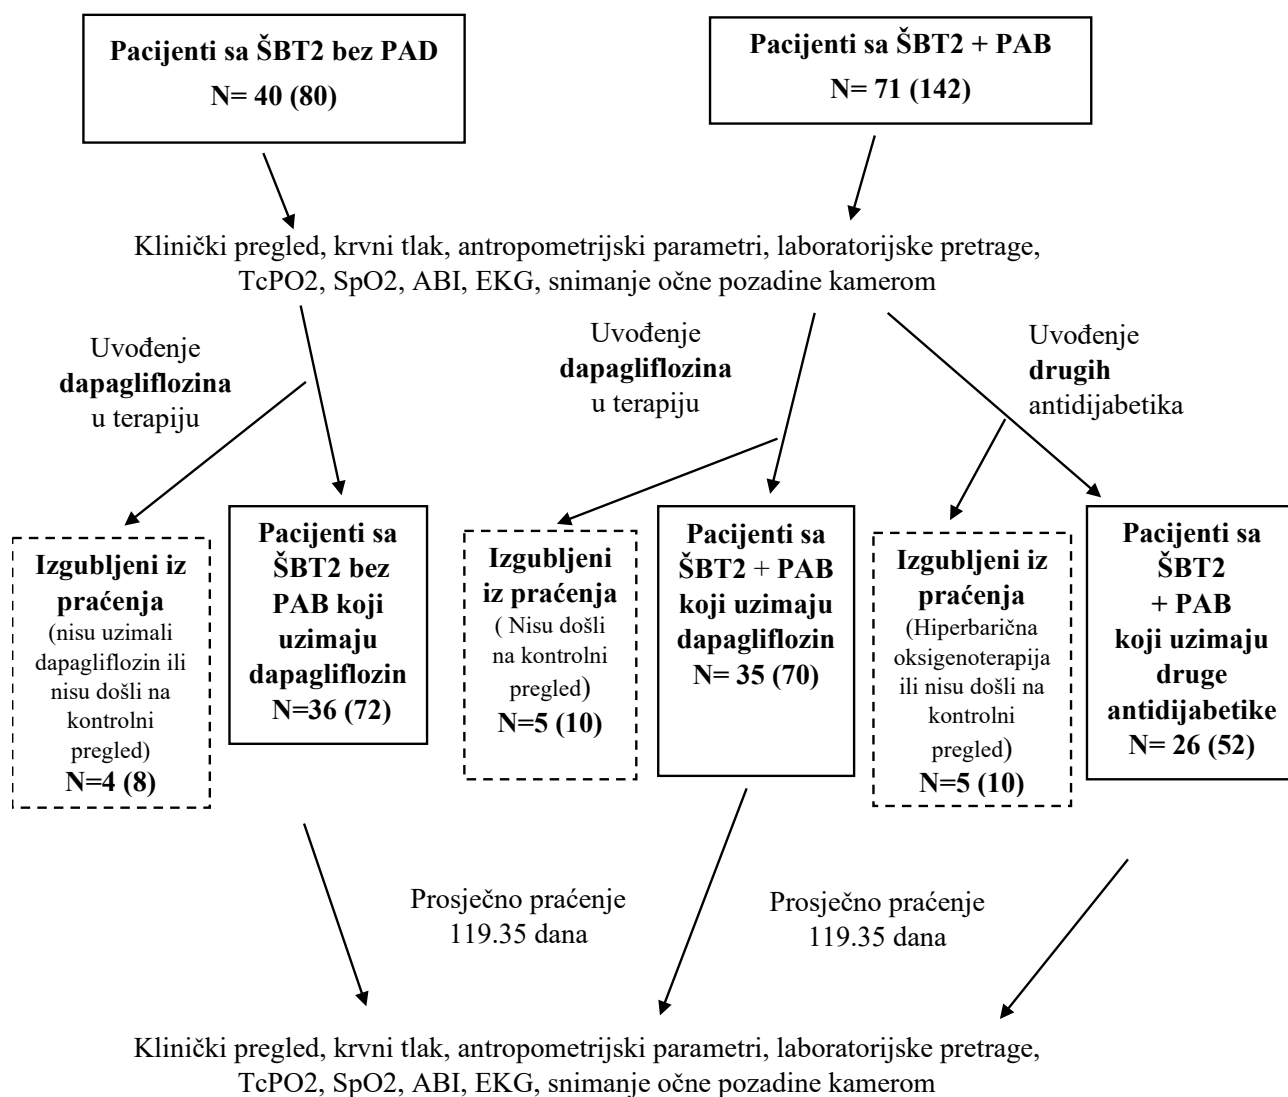 Pacijenti sa ŠBT2 bez PAD
N= 40 (80)
Pacijenti sa ŠBT2 + PAB
N= 71 (142)
Klinički pregled, krvni tlak, antropometrijski parametri, laboratorijske pretrage,
TcPO2, SpO2, ABI, EKG, snimanje očne pozadine kamerom
Uvođenje
dapagliflozina
u terapiju
Uvođenje
dapagliflozina
u terapiju
Uvođenje
drugih
antidijabetika
Izgubljeni iz
praćenja
(nisu uzimali
dapagliflozin ili
nisu došli na
kontrolni
pregled)
N=4 (8)
Pacijenti sa
ŠBT2 bez
PAB koji
uzimaju
dapagliflozin
N=36 (72)
Izgubljeni
iz praćenja
( Nisu došli
na kontrolni
pregled)
N=5 (10)
Pacijenti sa
ŠBT2 + PAB
koji uzimaju
dapagliflozin
N= 35 (70)
Izgubljeni iz
praćenja
(Hiperbarična
oksigenoterapija
ili nisu došli na
kontrolni
pregled)
N=5 (10)
Pacijenti sa
ŠBT2
+ PAB
koji uzimaju
druge
antidijabetike
N= 26 (52)
Prosječno praćenje
119.35 dana
Prosječno praćenje
119.35 dana
Klinički pregled, krvni tlak, antropometrijski parametri, laboratorijske pretrage,
TcPO2, SpO2, ABI, EKG, snimanje očne pozadine kamerom